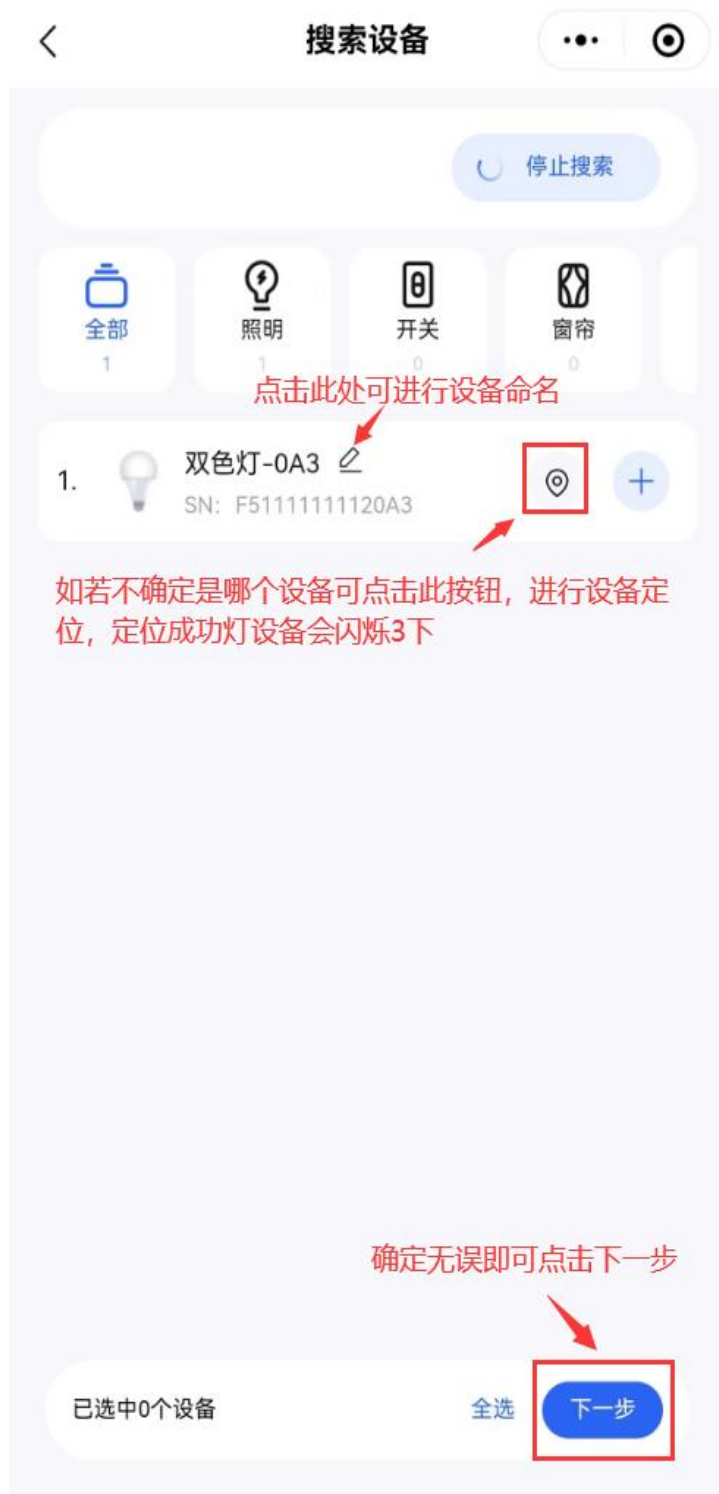 搜索设备
停止搜索
全部 照明 开关 窗帘
1 1 0 0
点击此处可进行设备命名
1. 双色灯-0A3
SN: F51111111120A3
如若不确定是哪个设备可点击此按钮，进行设备定
位，定位成功灯设备会闪烁3下
确定无误即可点击下一步
已选中0个设备 全选 下一步